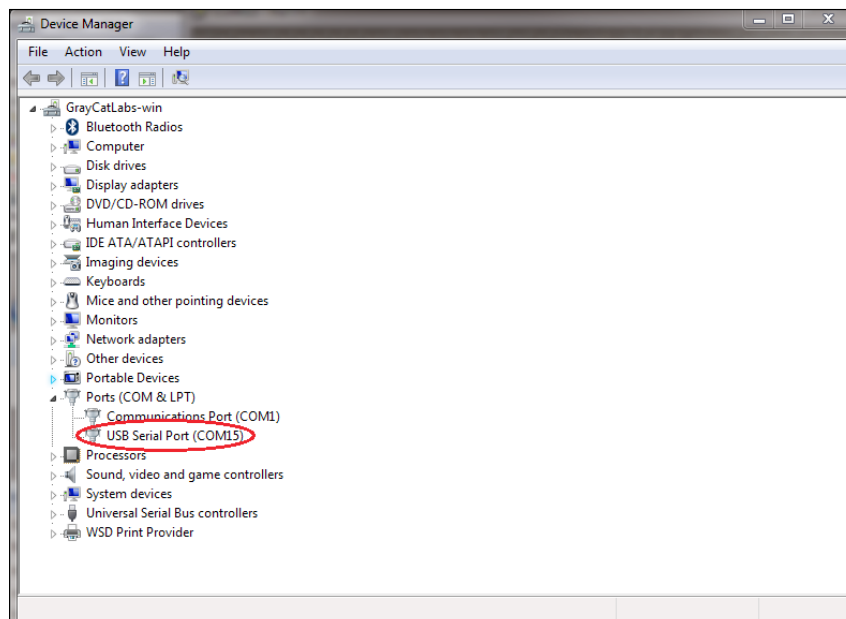 Device Manager
File Action View Help
GrayCatLabs-win
Bluetooth Radios
Computer
Disk drives
Display adapters
DVD/CD-ROM drives
Human Interface Devices
IDE ATA/ATAPI controllers
Imaging devices
Keyboards
Mice and other pointing devices
Monitors
Network adapters
Other devices
Portable Devices
Ports (COM & LPT)
Communications Port (COM1)
USB Serial Port (COM15)
Processors
Sound, video and game controllers
System devices
Universal Serial Bus controllers
WSD Print Provider